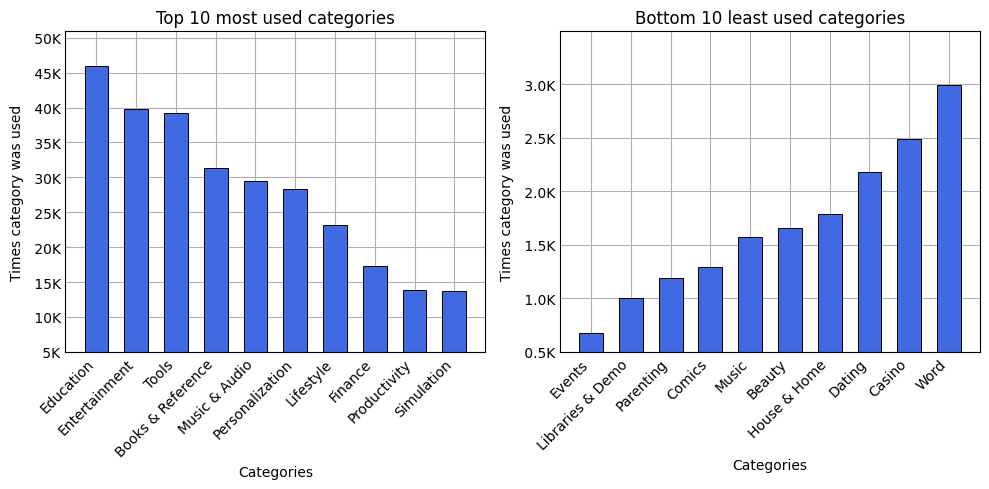 Top 10 most used categories
Times category was used
50K
45K
40K
35K
30K
25K
20K
15K
10K
5K
Education
Entertainment
Tools
Books & Reference
Music & Audio
Personalization
Lifestyle
Finance
Productivity
Simulation
Categories
Bottom 10 least used categories
Times category was used
3.0K
2.5K
2.0K
1.5K
1.0K
0.5K
Events
Libraries & Demo
Parenting
Comics
Music
Beauty
House & Home
Dating
Casino
Word
Categories